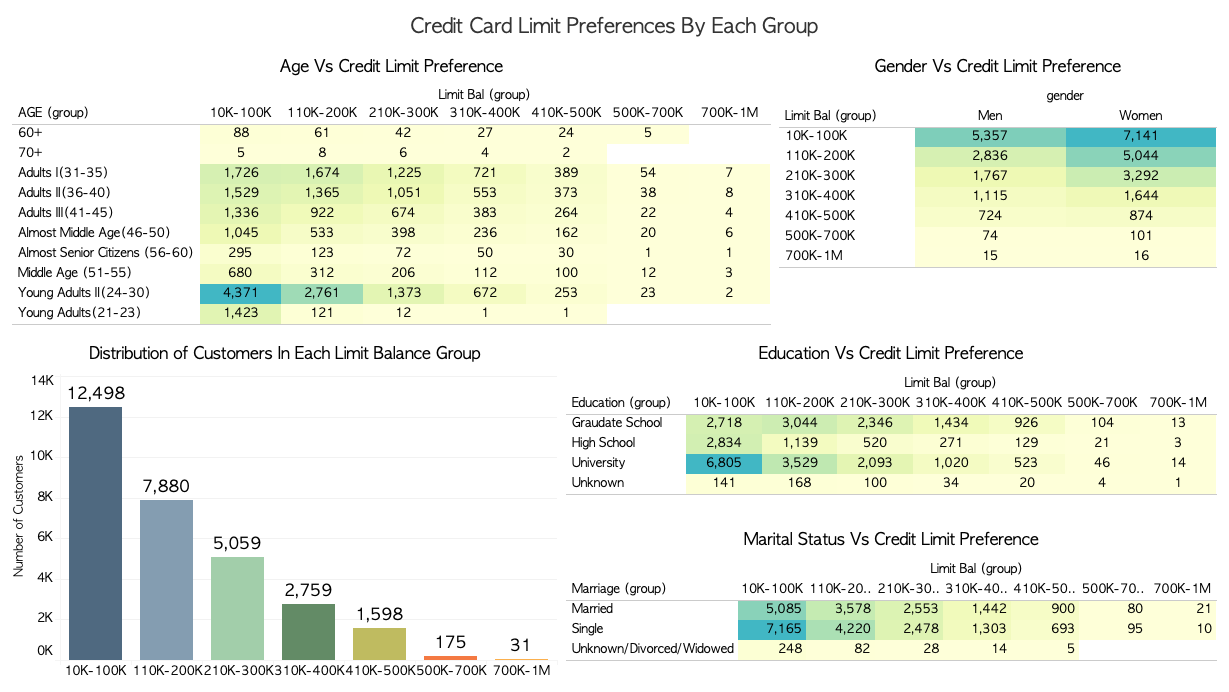 Credit Card Limit Preferences By Each Group
Age Vs Credit Limit Preference
Limit Bal (group)
AGE (group) 10K-100K 110K-200K 210K-300K 310K-400K 410K-500K 500K-700K 700K-1M
60+ 88 61 42 27 24 5
70+ 5 8 6 4 2
Adults I(31-35) 1,726 1,674 1,225 721 389 54 7
Adults II(36-40) 1,529 1,365 1,051 553 373 38 8
Adults III(41-45) 1,336 922 674 383 264 22 4
Almost Middle Age(46-50) 1,045 533 398 236 162 20 6
Almost Senior Citizens (56-60) 295 123 72 50 30 1 1
Middle Age (51-55) 680 312 206 112 100 12 3
Young Adults II(24-30) 4,371 2,761 1,373 672 253 23 2
Young Adults(21-23) 1,423 121 12 1 1
Gender Vs Credit Limit Preference
gender
Limit Bal (group) Men Women
10K-100K 5,357 7,141
110K-200K 2,836 5,044
210K-300K 1,767 3,292
310K-400K 1,115 1,644
410K-500K 724 874
500K-700K 74 101
700K-1M 15 16
Distribution of Customers In Each Limit Balance Group
Number of Customers
14K
12K
10K
8K
6K
4K
2K
0K
12,498
7,880
5,059
2,759
1,598
175
31
10K-100K 110K-200K 210K-300K 310K-400K 410K-500K 500K-700K 700K-1M
Education Vs Credit Limit Preference
Limit Bal (group)
Education (group) 10K-100K 110K-200K 210K-300K 310K-400K 410K-500K 500K-700K 700K-1M
Graudate School 2,718 3,044 2,346 1,434 926 104 13
High School 2,834 1,139 520 271 129 21 3
University 6,805 3,529 2,093 1,020 523 46 14
Unknown 141 168 100 34 20 4 1
Marital Status Vs Credit Limit Preference
Limit Bal (group)
Marriage (group) 10K-100K 110K-20.. 210K-30.. 310K-40.. 410K-50.. 500K-70.. 700K-1M
Married 5,085 3,578 2,553 1,442 900 80 21
Single 7,165 4,220 2,478 1,303 693 95 10
Unknown/Divorced/Widowed 248 82 28 14 5